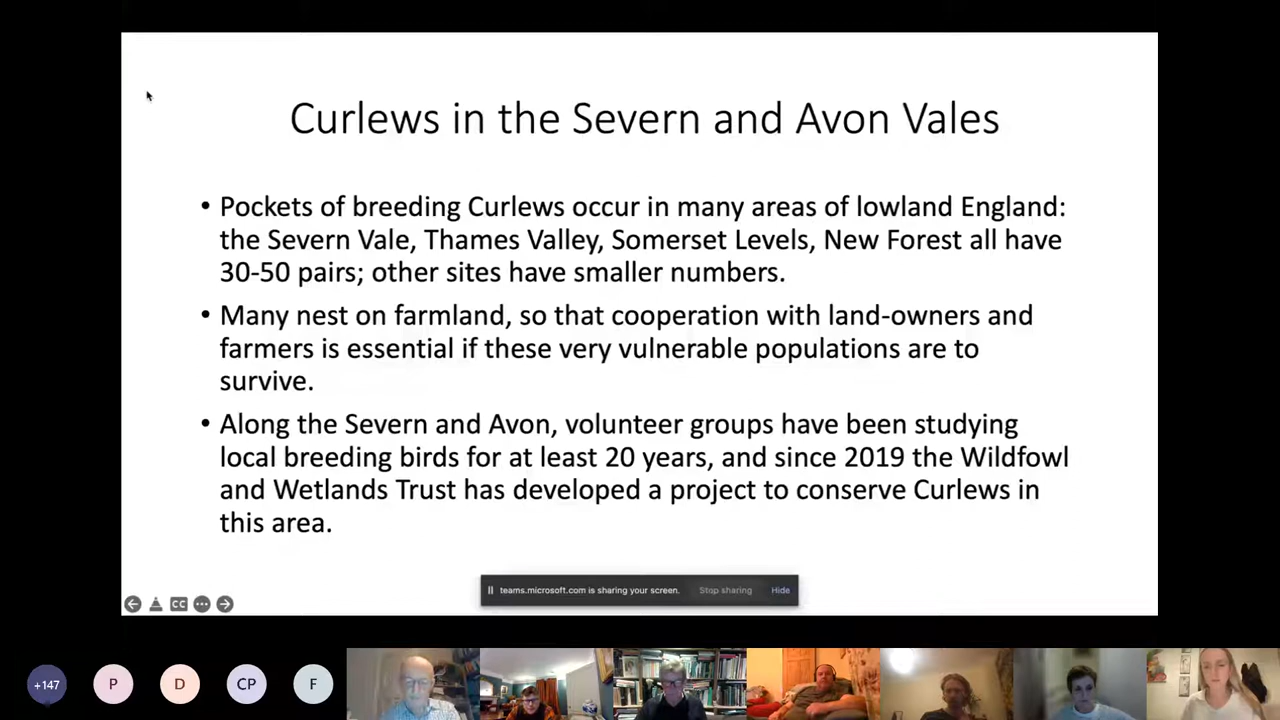 Curlews in the Severn and Avon Vales
• Pockets of breeding Curlews occur in many areas of lowland England:
the Severn Vale, Thames Valley, Somerset Levels, New Forest all have
30-50 pairs; other sites have smaller numbers.
• Many nest on farmland, so that cooperation with land-owners and
farmers is essential if these very vulnerable populations are to
survive.
• Along the Severn and Avon, volunteer groups have been studying
local breeding birds for at least 20 years, and since 2019 the Wildfowl
and Wetlands Trust has developed a project to conserve Curlews in
this area.
teams.microsoft.com is sharing your screen. Stop sharing Hide
CC
+147 P D CP F